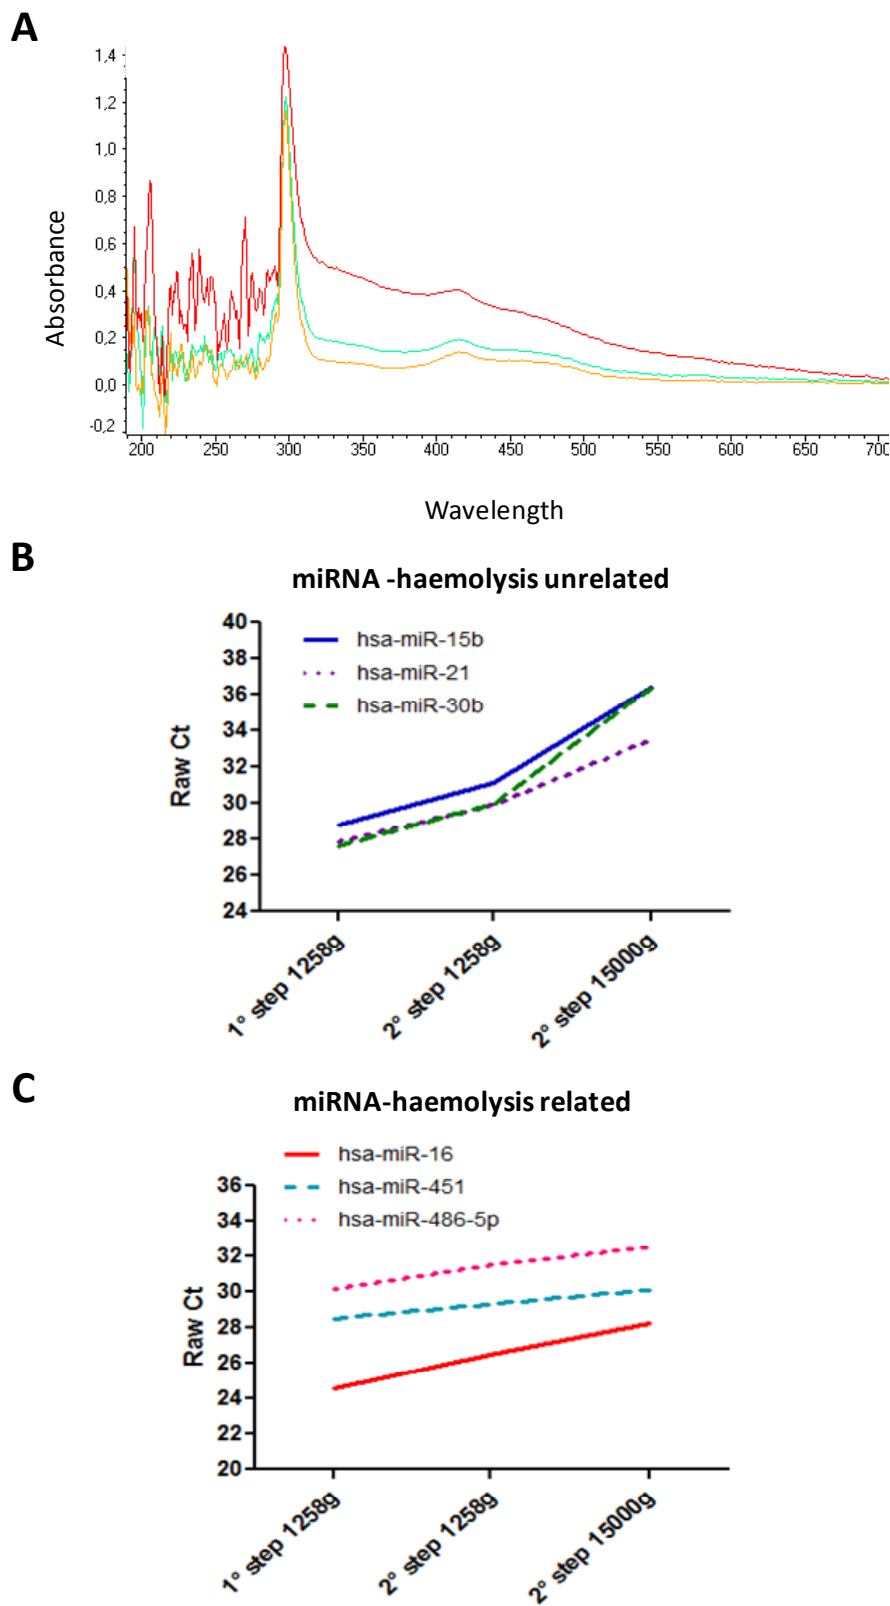 A
1,4
1,2
1,0
0,8
0,6
0,4
0,2
0,0
-0,2
Absorbance
200 250 300 350 400 450 500 550 600 650 700
Wavelength
B
miRNA -haemolysis unrelated
40
38
36
34
32
30
28
26
24
Raw Ct
hsa-miR-15b
hsa-miR-21
hsa-miR-30b
1° step 1258g
2° step 1258g
2° step 15000g
C
miRNA-haemolysis related
hsa-miR-16
hsa-miR-451
hsa-miR-486-5p
36
34
32
30
28
26
24
22
20
Raw Ct
1° step 1258g
2° step 1258g
2° step 15000g